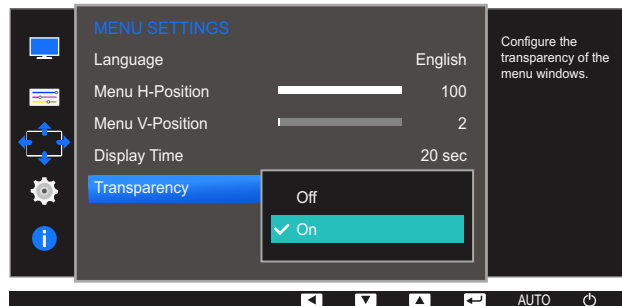 MENU SETTINGS
Language English
Menu H-Position 100
Menu V-Position 2
Display Time 20 sec
Transparency
Off
On
Configure the
transparency of the
menu windows.
i
AUTO